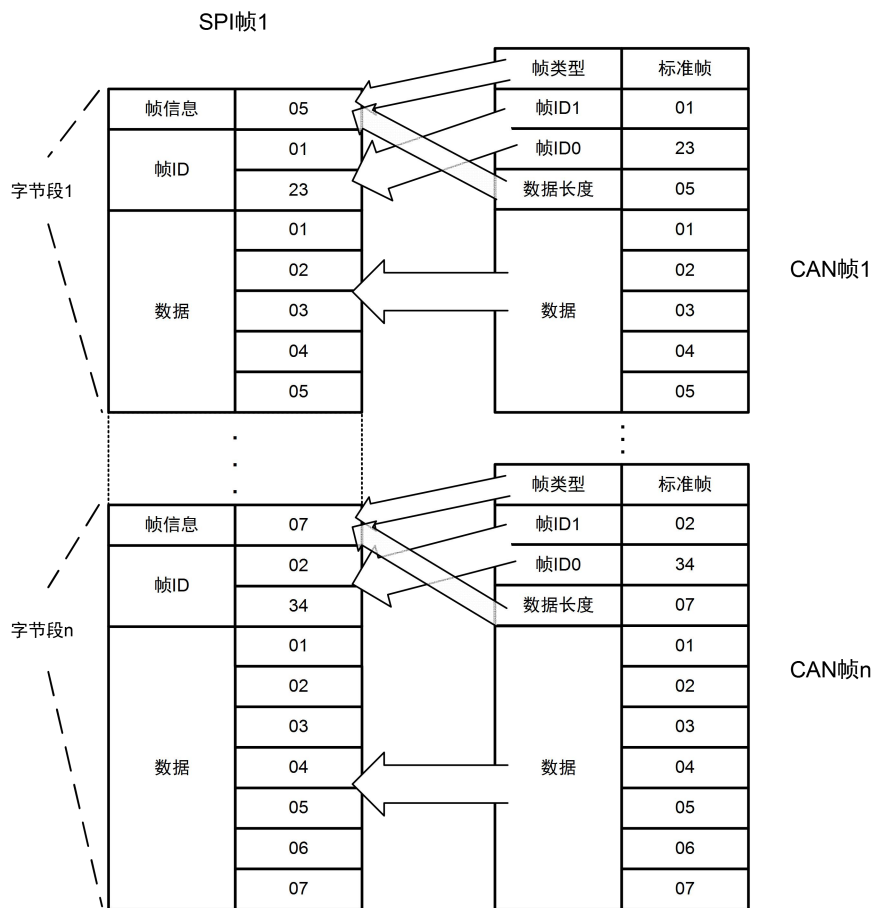 SPI帧1
帧类型 标准帧
帧信息 05 帧ID1 01
01 帧ID0 23
帧ID
字节段1 23 数据长度 05
01 01
02 02 CAN帧1
数据 03 数据 03
04 04
05 05
帧类型 标准帧
帧信息 07 帧ID1 02
02 帧ID0 34
帧ID
34 数据长度 07
字节段n
01 01
02 02 CAN帧n
03 03
数据 04 数据 04
05 05
06 06
07 07